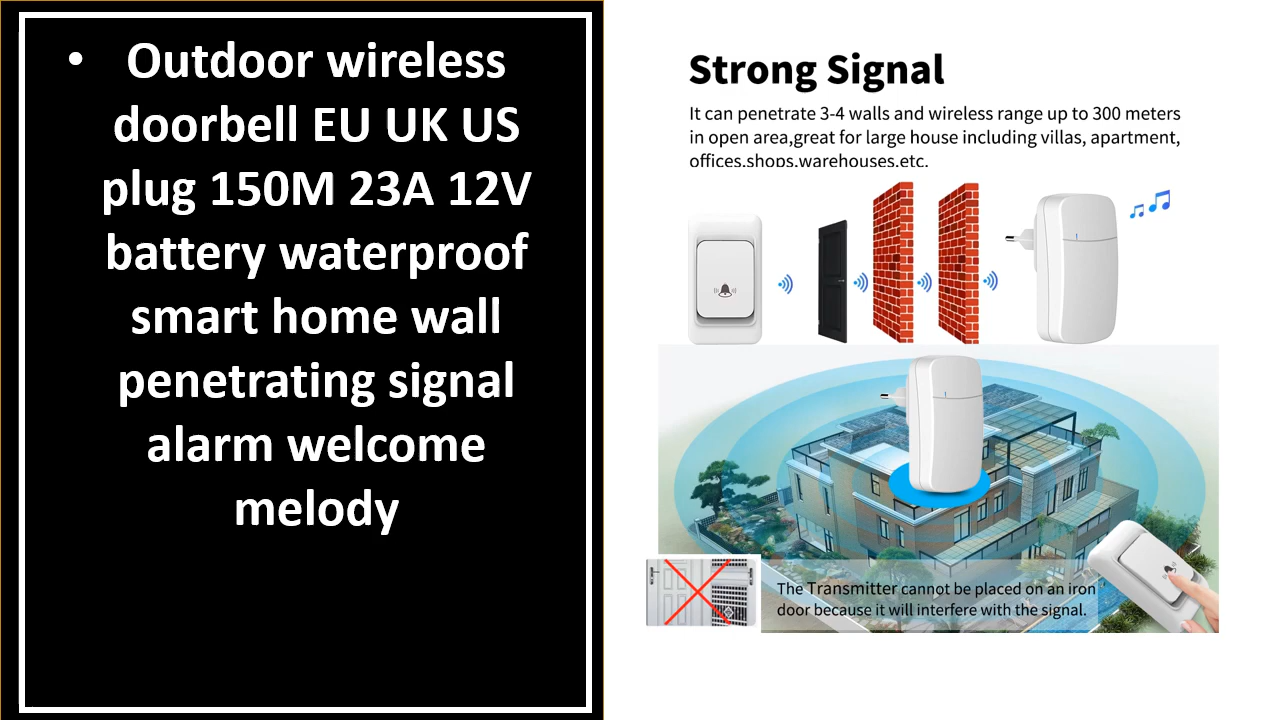 • Outdoor wireless
doorbell EU UK US
plug 150M 23A 12V
battery waterproof
smart home wall
penetrating signal
alarm welcome
melody
Strong Signal
It can penetrate 3-4 walls and wireless range up to 300 meters
in open area,great for large house including villas, apartment,
offices,shops,warehouses,etc.
The Transmitter cannot be placed on an iron
door because it will interfere with the signal.